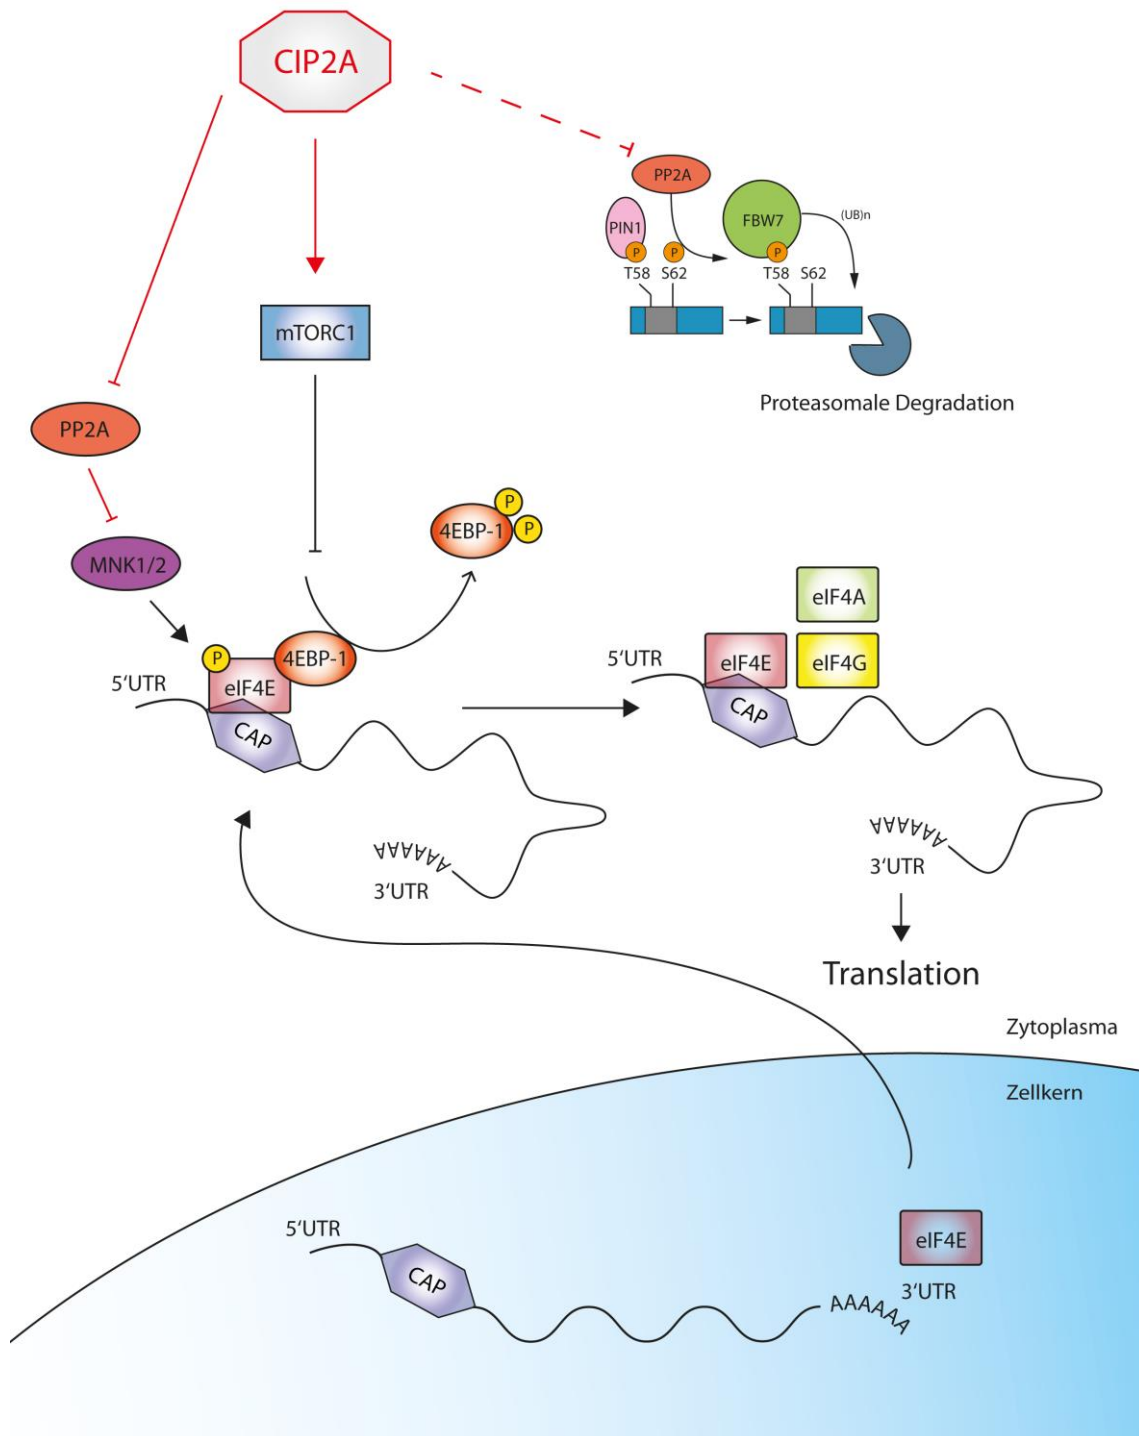 CIP2A
PP2A
PIN1
FBW7
(UB)n
P
P
P
T58
S62
T58
S62
mTORC1
Proteasomale Degradation
PP2A
MNK1/2
4EBP-1
P
P
P
4EBP-1
eIF4E
5‘UTR
CAP
AAAAAA
3‘UTR
eIF4A
eIF4E
eIF4G
5‘UTR
CAP
AAAAAA
3‘UTR
Translation
Zytoplasma
Zellkern
5‘UTR
CAP
eIF4E
3‘UTR
AAAAAA